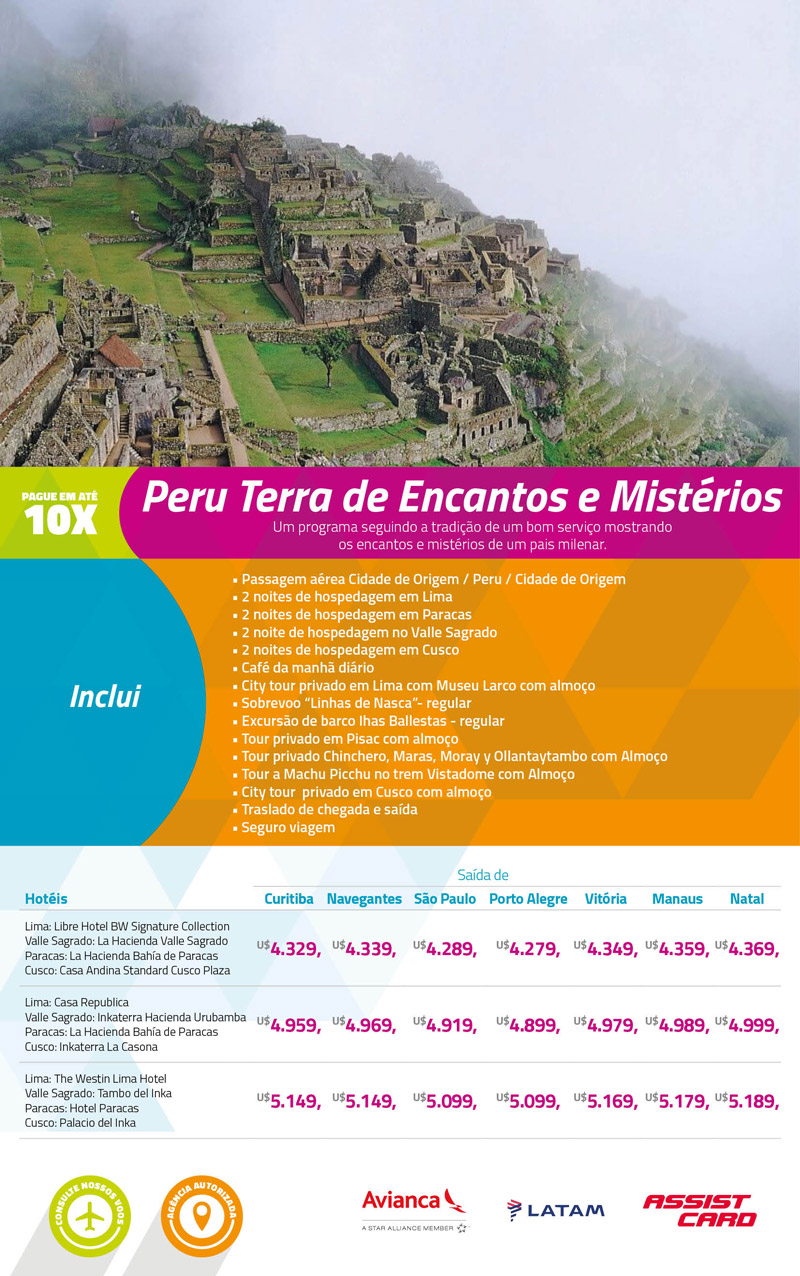 PAGUE EM ATÉ
10X
Peru Terra de Encantos e Mistérios
Um programa seguindo a tradição de um bom serviço mostrando
os encantos e mistérios de um pais milenar.
Inclui
▪ Passagem aérea Cidade de Origem / Peru / Cidade de Origem
▪ 2 noites de hospedagem em Lima
▪ 2 noites de hospedagem em Paracas
▪ 2 noite de hospedagem no Valle Sagrado
▪ 2 noites de hospedagem em Cusco
▪ Café da manhã diário
▪ City tour privado em Lima com Museu Larco com almoço
▪ Sobrevoo “Linhas de Nasca”- regular
▪ Excursão de barco Ihas Ballestas - regular
▪ Tour privado em Pisac com almoço
▪ Tour privado Chinchero, Maras, Moray y Ollantaytambo com Almoço
▪ Tour a Machu Picchu no trem Vistadome com Almoço
▪ City tour privado em Cusco com almoço
▪ Traslado de chegada e saída
▪ Seguro viagem
Saída de
Hotéis Curitiba Navegantes São Paulo Porto Alegre Vitória Manaus Natal
Lima: Libre Hotel BW Signature Collection
Valle Sagrado: La Hacienda Valle Sagrado
Paracas: La Hacienda Bahía de Paracas
Cusco: Casa Andina Standard Cusco Plaza
U$4.329, U$4.339, U$4.289, U$4.279, U$4.349, U$4.359, U$4.369,
Lima: Casa Republica
Valle Sagrado: Inkaterra Hacienda Urubamba
Paracas: La Hacienda Bahía de Paracas
Cusco: Inkaterra La Casona
U$4.959, U$4.969, U$4.919, U$4.899, U$4.979, U$4.989, U$4.999,
Lima: The Westin Lima Hotel
Valle Sagrado: Tambo del Inka
Paracas: Hotel Paracas
Cusco: Palacio del Inka
U$5.149, U$5.149, U$5.099, U$5.099, U$5.169, U$5.179, U$5.189,
CONSULTE NOSSOS VOOS
AGÊNCIA AUTORIZADA
Avianca
A STAR ALLIANCE MEMBER
LATAM
ASSIST
CARD